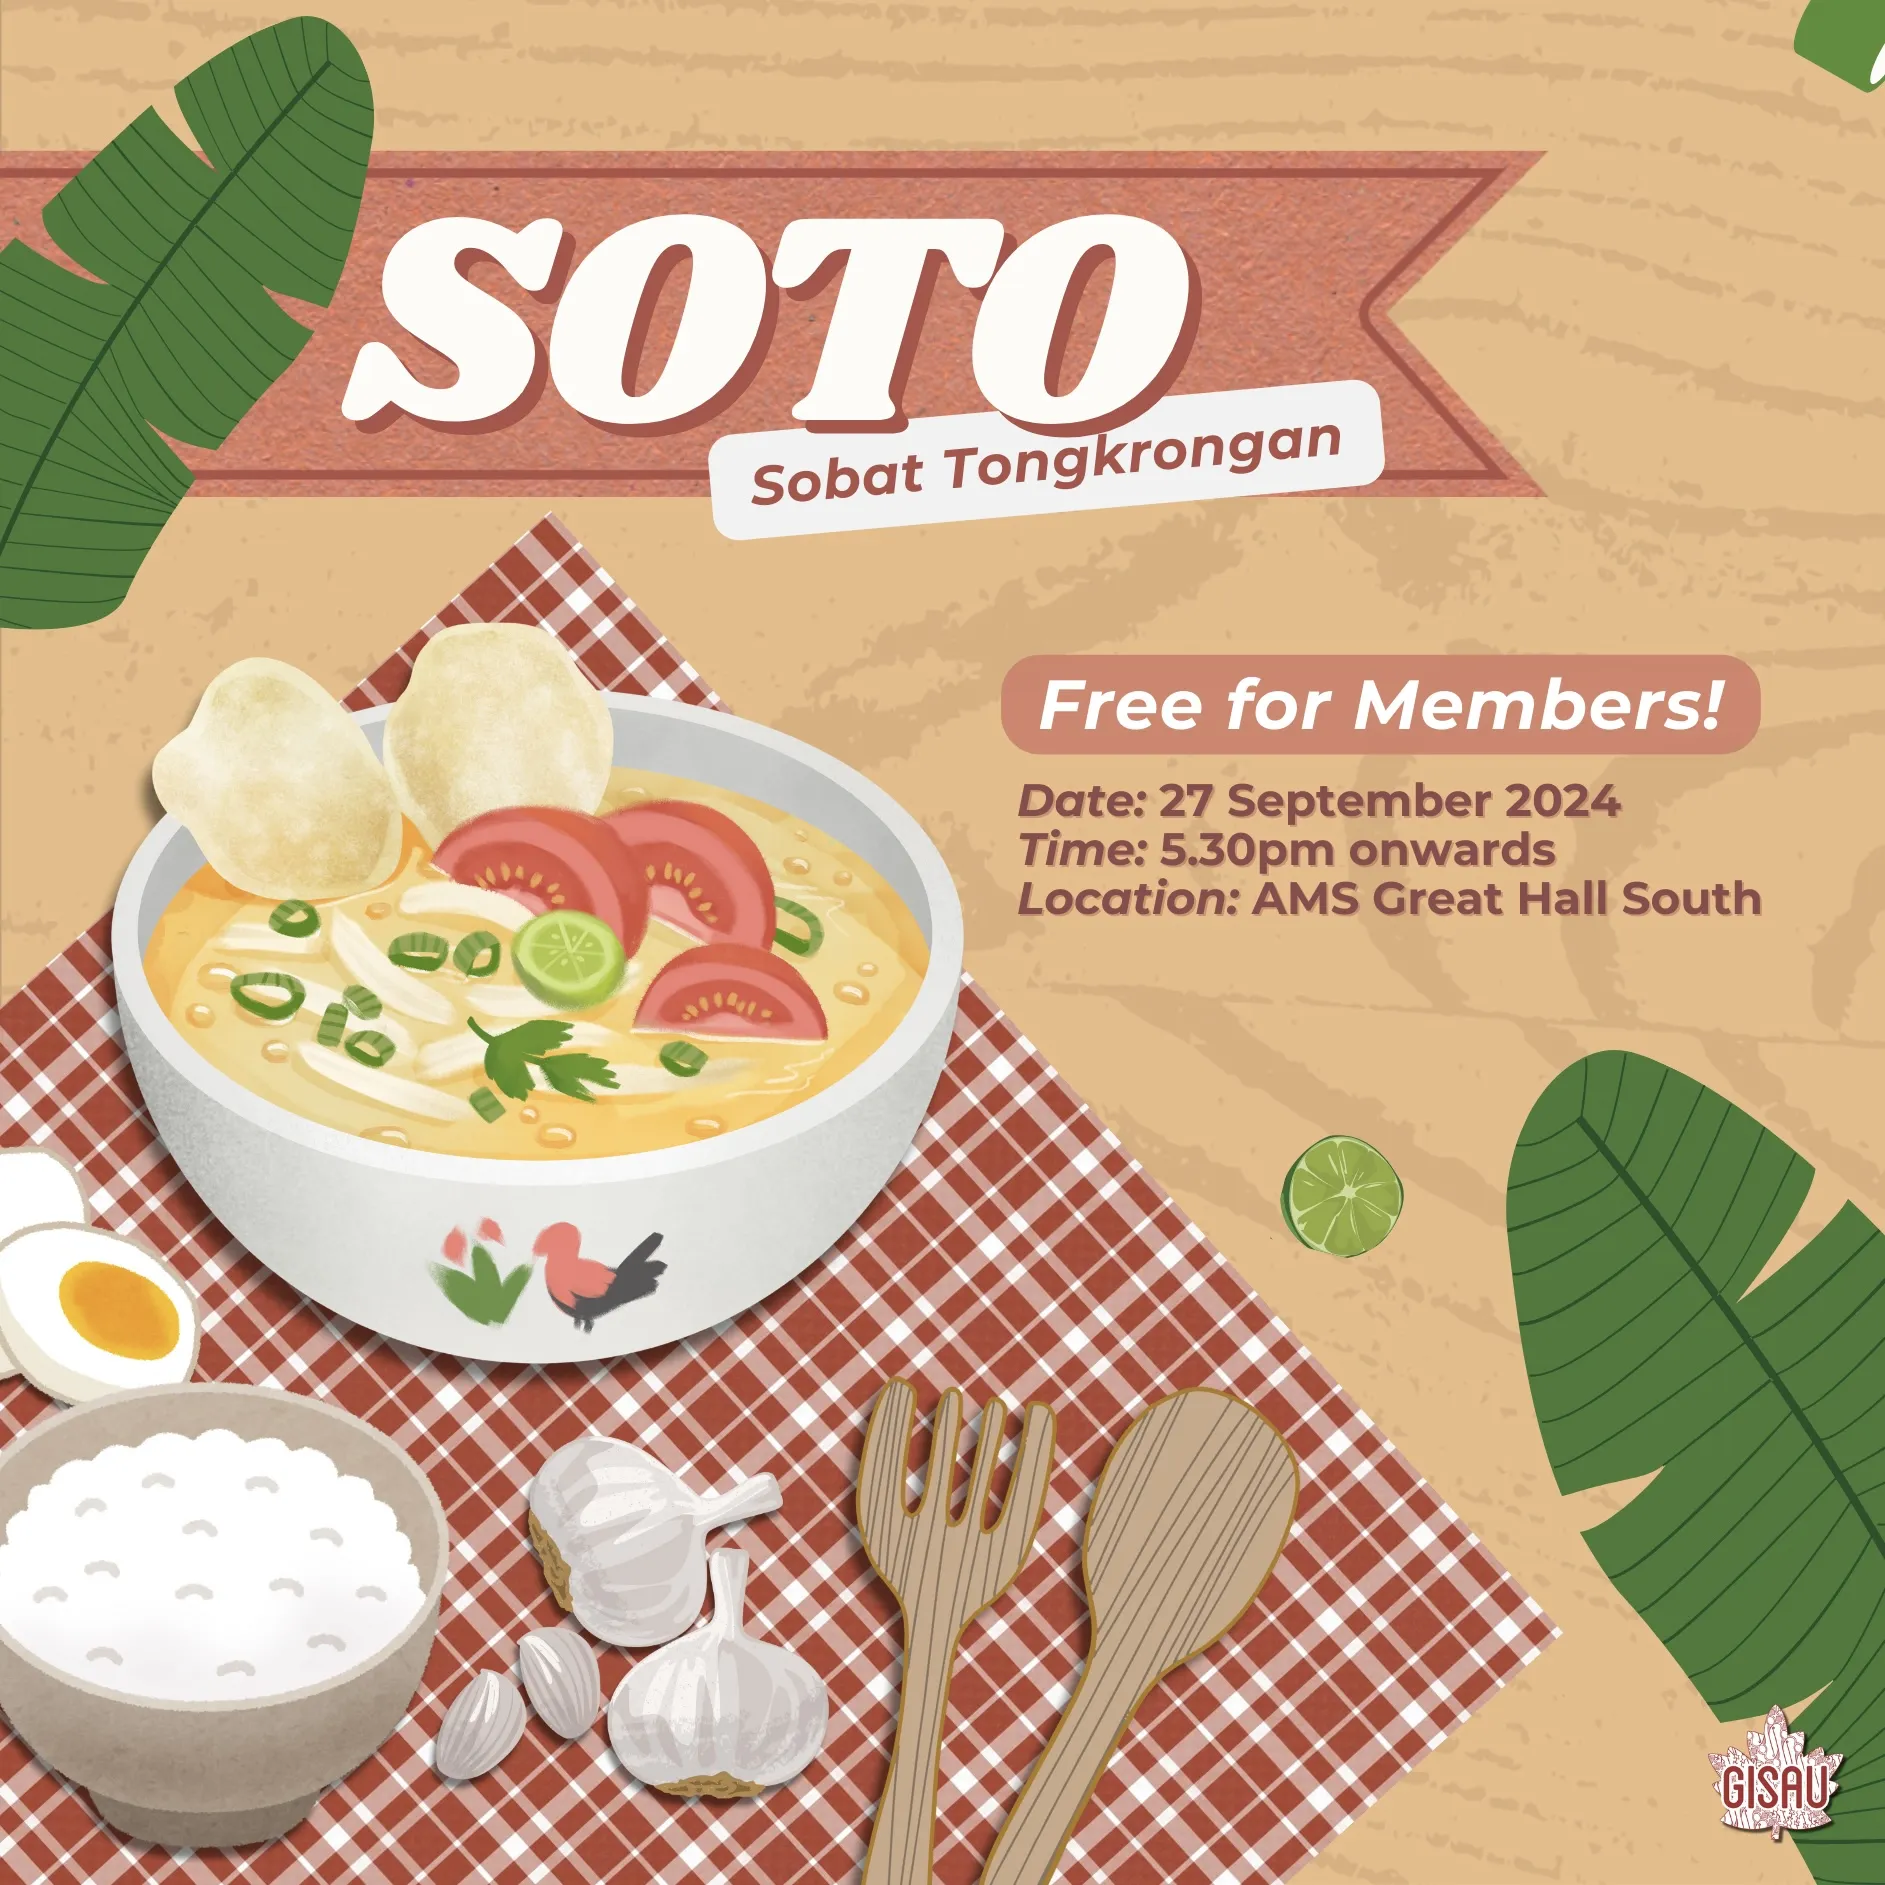 SOTO
Sobat Tongkrongan
Free for Members!
Date: 27 September 2024
Time: 5.30pm onwards
Location: AMS Great Hall South
GISAU